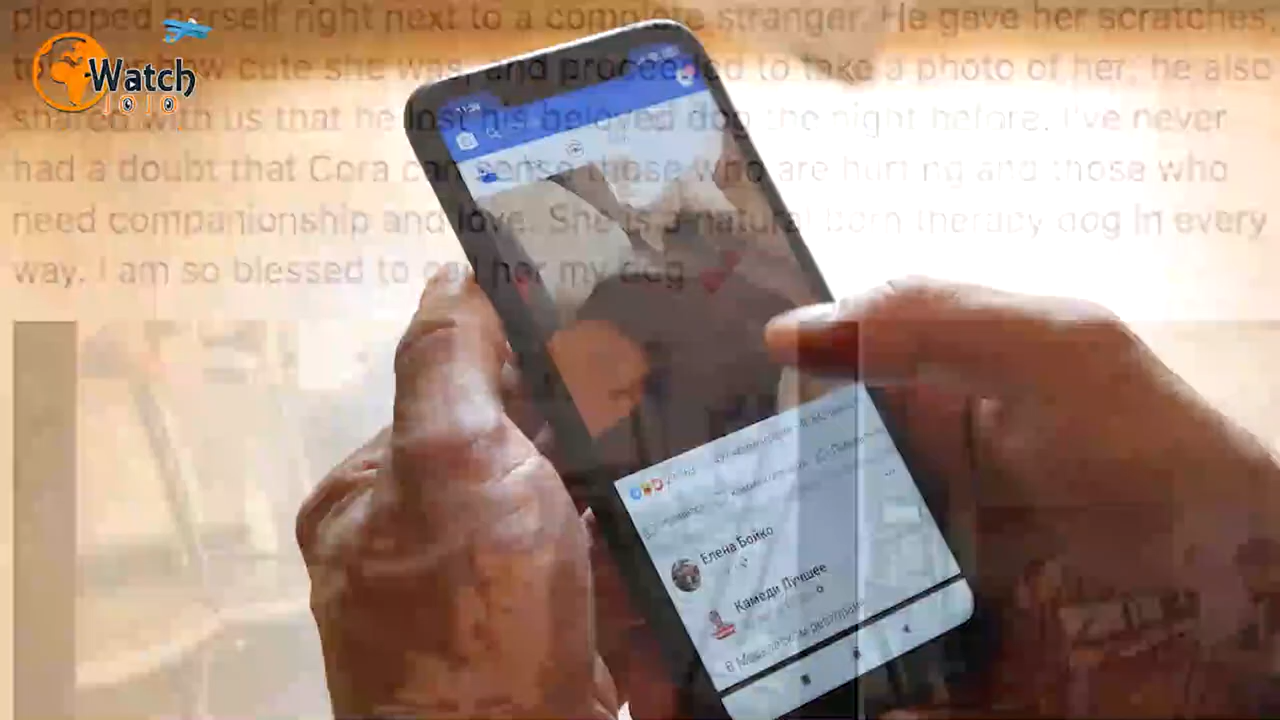 plopped herself right next to a complete stranger. He gave her scratches,
how cute she was, and proceeded to take a photo of her; he also
shared with us that he lost his beloved dog the night before. I've never
had a doubt that Cora can sense those who are hurting and those who
need companionship and love. She is a natural born therapy dog in every
way. I am so blessed to call her my dog
Watch
JOJO
Елена Бойко
Камеди Лучшее